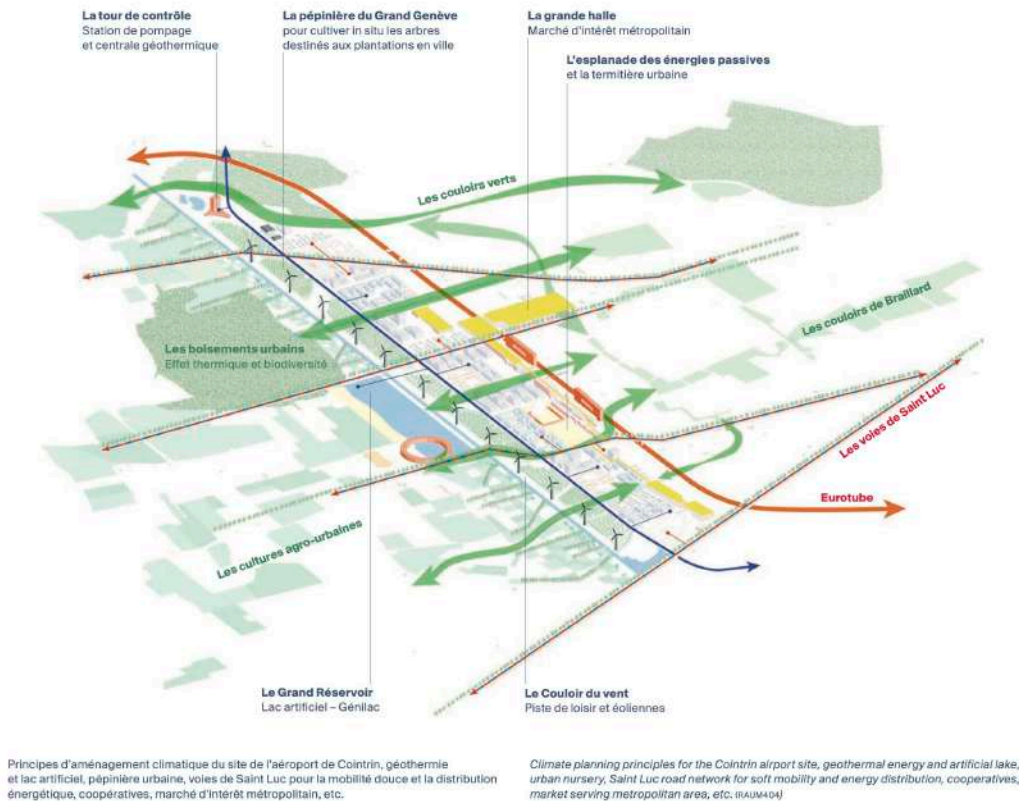 La tour de contrôle
Station de pompage
et centrale géothermique
La pépinière du Grand Genève
pour cultiver in situ les arbres
destinés aux plantations en ville
La grande halle
Marché d'intérêt métropolitain
L'esplanade des énergies passives
et la termitière urbaine
Les couloirs verts
Les couloirs de Braillard
Les boisements urbains
Effet thermique et biodiversité
Les voies de Saint Luc
Eurotube
Les cultures agro-urbaines
Le Grand Réservoir
Lac artificiel – Génilac
Le Couloir du vent
Piste de loisir et éoliennes
Principes d'aménagement climatique du site de l'aéroport de Cointrin, géothermie
et lac artificiel, pépinière urbaine, voies de Saint Luc pour la mobilité douce et la distribution
énergétique, coopératives, marché d'intérêt métropolitain, etc.
Climate planning principles for the Cointrin airport site, geothermal energy and artificial lake,
urban nursery, Saint Luc road network for soft mobility and energy distribution, cooperatives,
market serving metropolitan area, etc. (RAUM404)